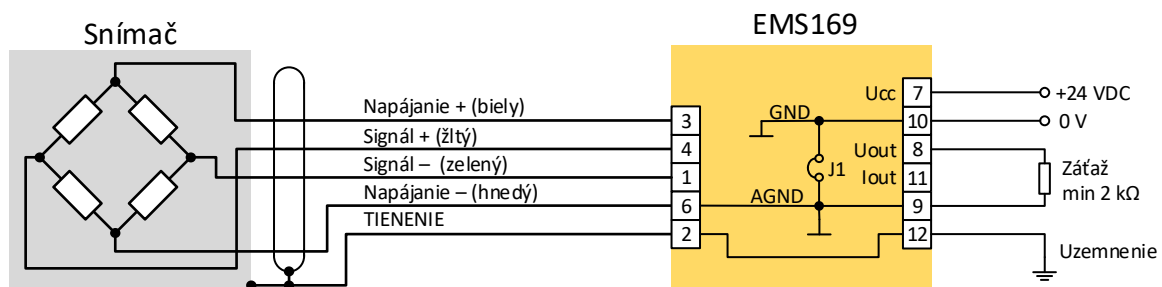 Snímač
EMS169
Napájanie + (biely)
Signál + (žltý)
Signál – (zelený)
Napájanie – (hnedý)
TIENENIE
3
4
1
6
2
GND
J1
AGND
Ucc
Uout
Iout
7
10
8
11
9
12
+24 VDC
0 V
Záťaž
min 2 kΩ
Uzemnenie